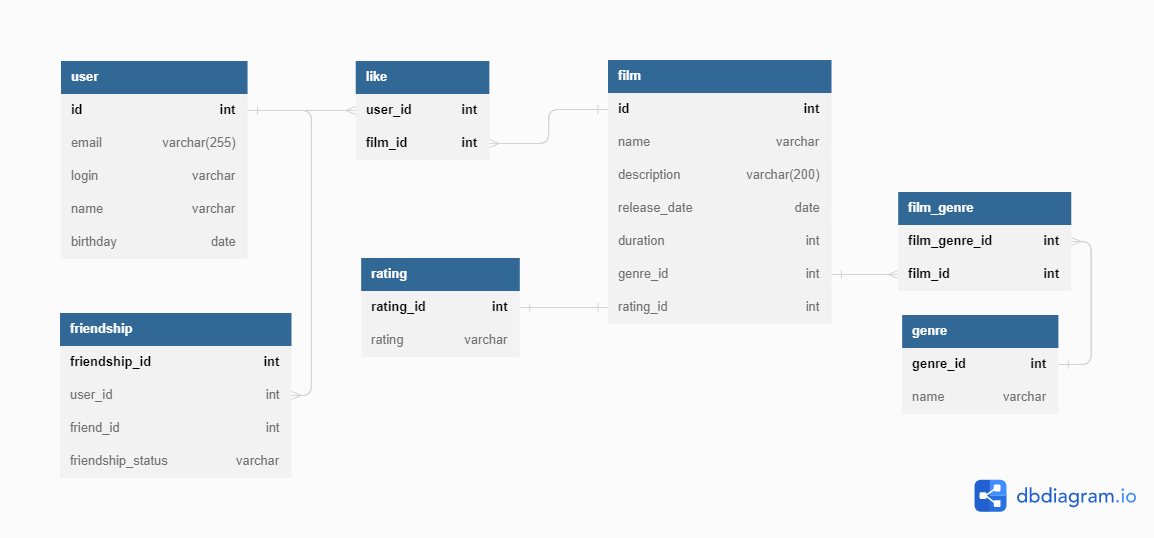 user
id int
email varchar(255)
login varchar
name varchar
birthday date
like
user_id int
film_id int
film
id int
name varchar
description varchar(200)
release_date date
duration int
genre_id int
rating_id int
film_genre
film_genre_id int
film_id int
rating
rating_id int
rating varchar
friendship
friendship_id int
user_id int
friend_id int
friendship_status varchar
genre
genre_id int
name varchar
dbdiagram.io